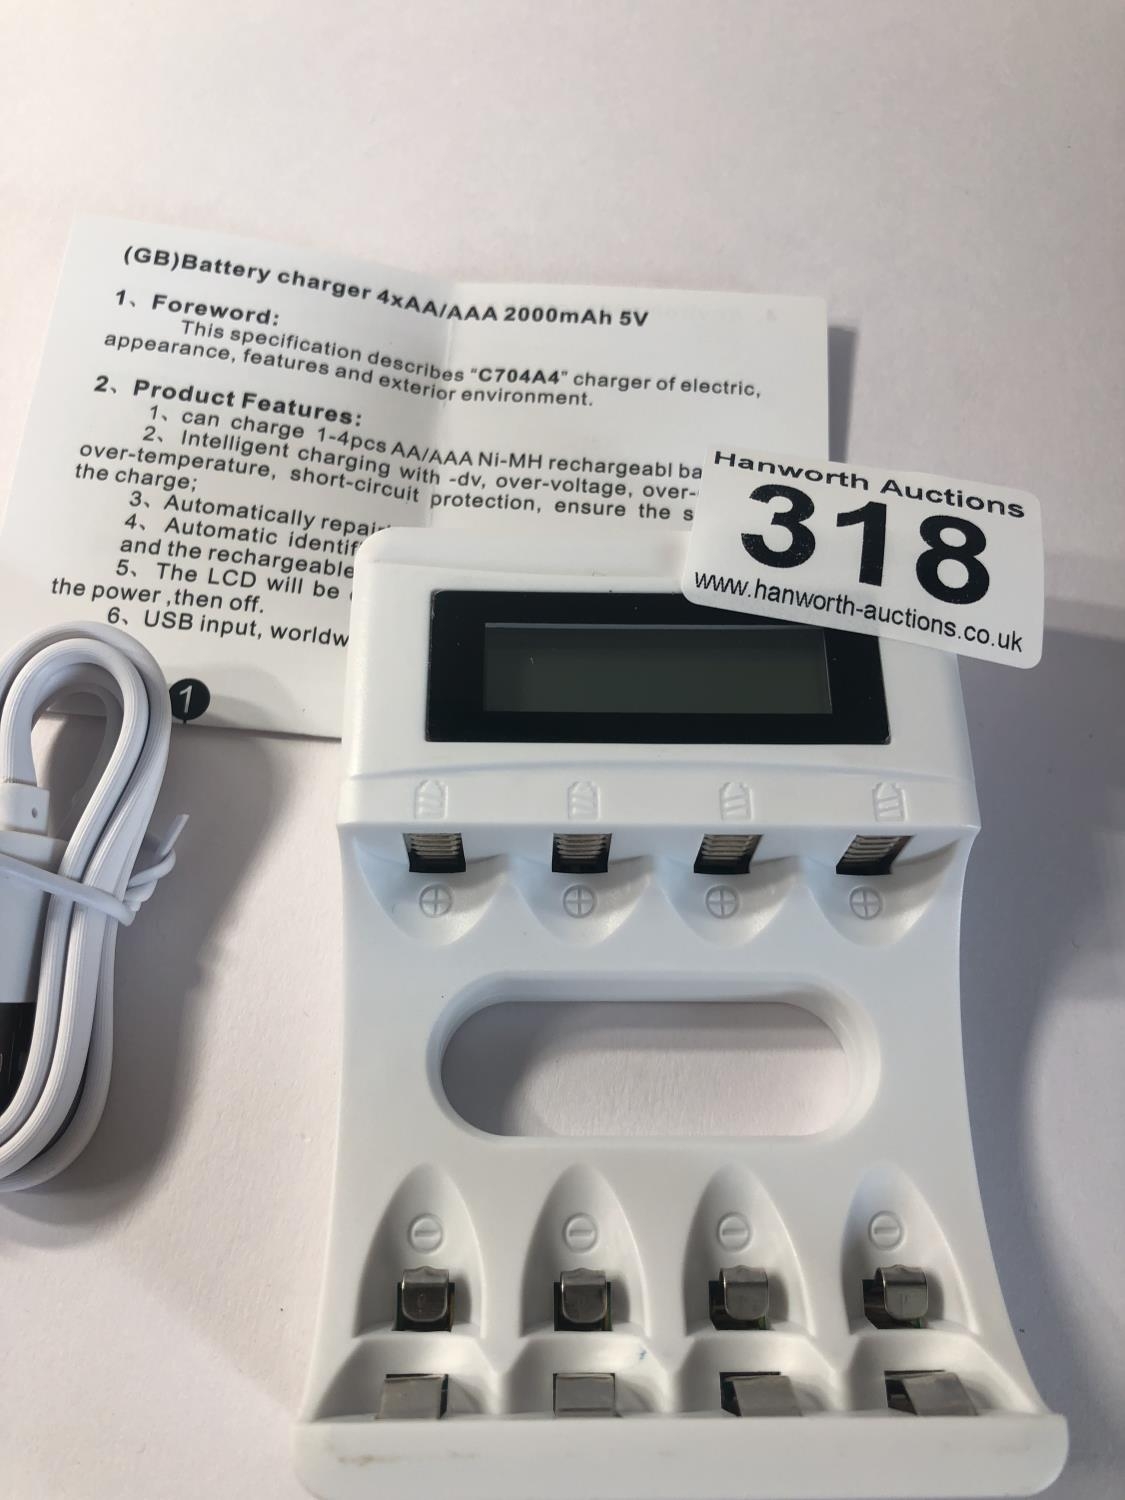 (GB)Battery charger 4xAA/AAA 2000mAh 5V
1、Foreword:
This specification describes "C704A4" charger of electric,
appearance, features and exterior environment.
2、Product Features:
1、can charge 1-4pcs AA/AAA Ni-MH rechargeabl ba
2、Intelligent charging with -dv, over-voltage, over-
over-temperature, short-circuit protection, ensure the s
the charge;
3、Automatically repai
4、Automatic identif
and the rechargeable
5、The LCD will be
the power ,then off.
6、USB input, worldw
1
Hanworth Auctions
318
www.hanworth-auctions.co.uk